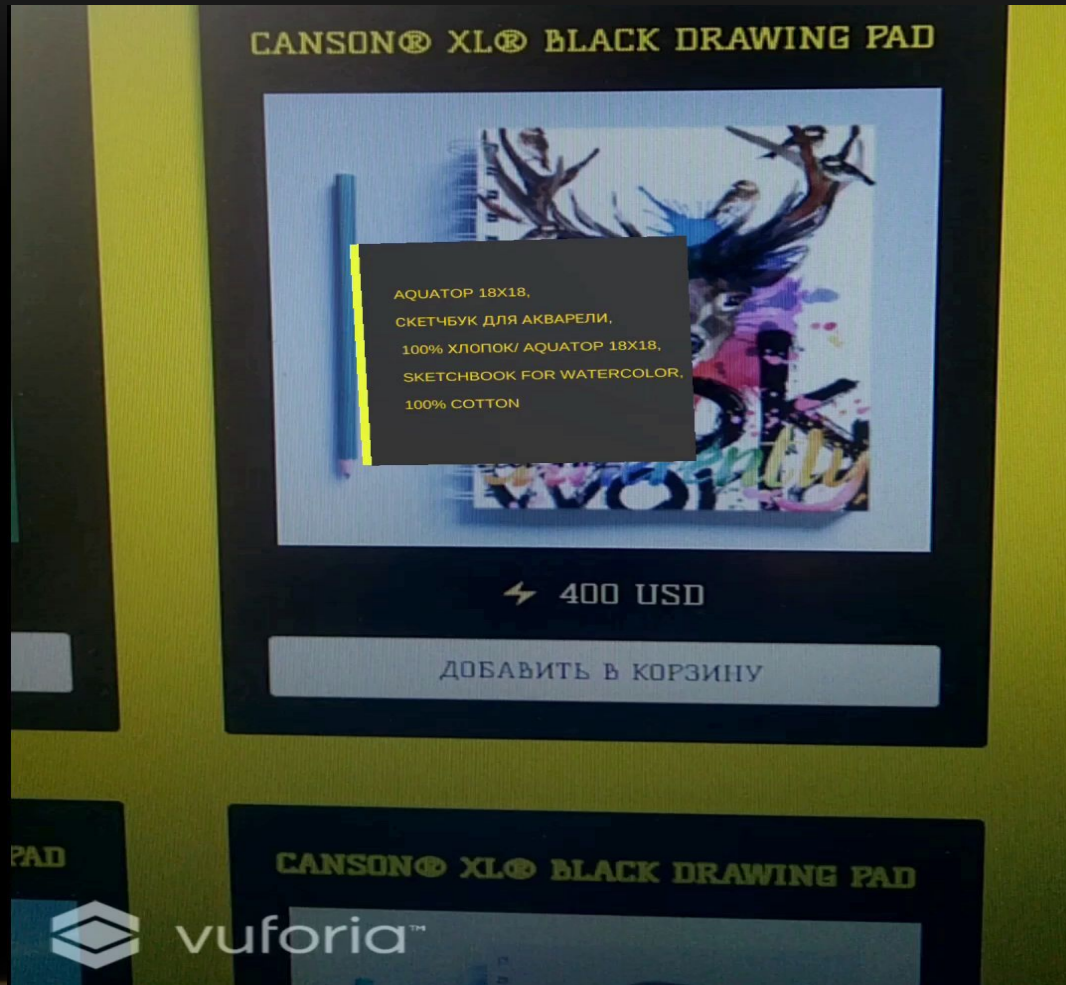 CANSON® XL® BLACK DRAWING PAD
AQUATOP 18X18,
СКЕТЧБУК ДЛЯ АКВАРЕЛИ,
100% ХЛОПОК/ AQUATOP 18X18,
SKETCHBOOK FOR WATERCOLOR,
100% COTTON
400 USD
ДОБАВИТЬ В КОРЗИНУ
PAD
CANSON® XL® BLACK DRAWING PAD
vuforia™